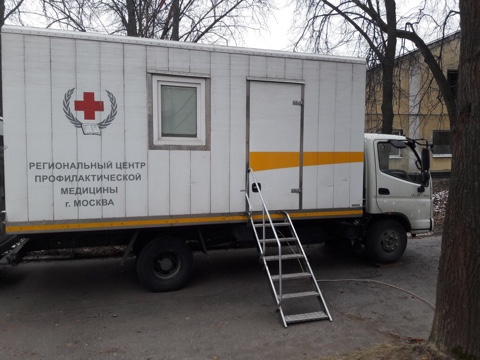 РЕГИОНАЛЬНЫЙ ЦЕНТР
ПРОФИЛАКТИЧЕСКОЙ
МЕДИЦИНЫ
г. МОСКВА